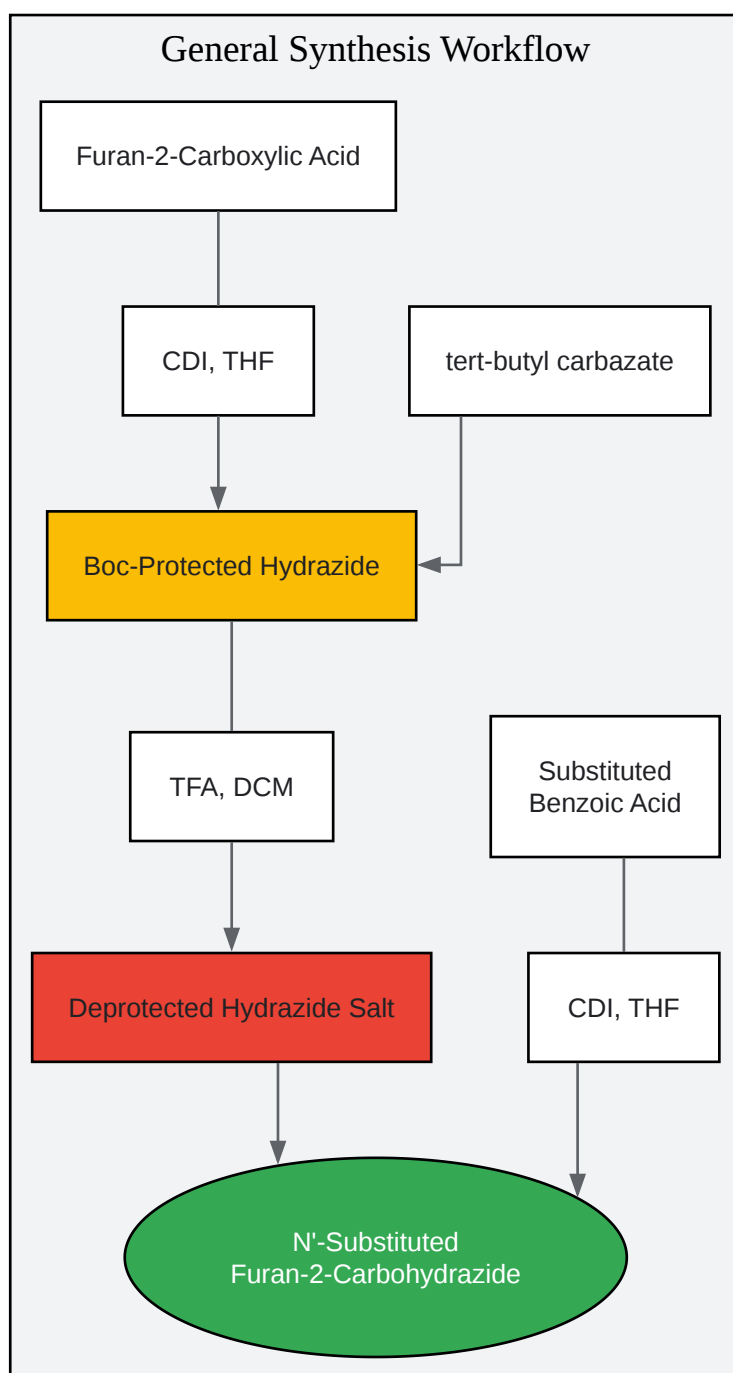 General Synthesis Workflow
Furan-2-Carboxylic Acid
CDI, THF
tert-butyl carbazate
Boc-Protected Hydrazide
TFA, DCM
Substituted
Benzoic Acid
Deprotected Hydrazide Salt
CDI, THF
N'-Substituted
Furan-2-Carbohydrazide